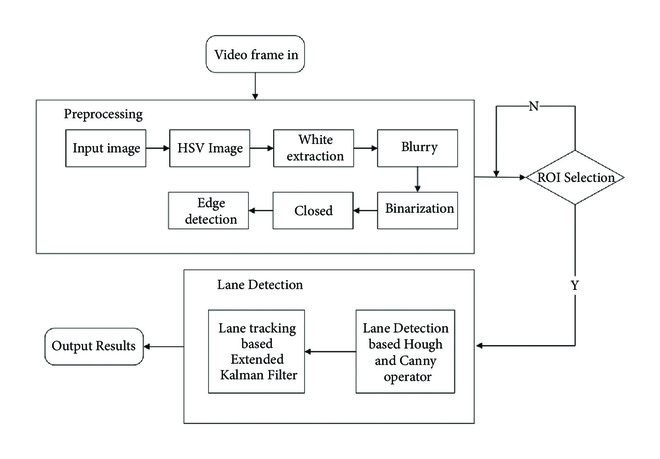 Video frame in
Preprocessing
Input image
HSV Image
White
extraction
Blurry
Binarization
Closed
Edge
detection
N
ROI Selection
Y
Lane Detection
Lane Detection
based Hough
and Canny
operator
Lane tracking
based
Extended
Kalman Filter
Output Results